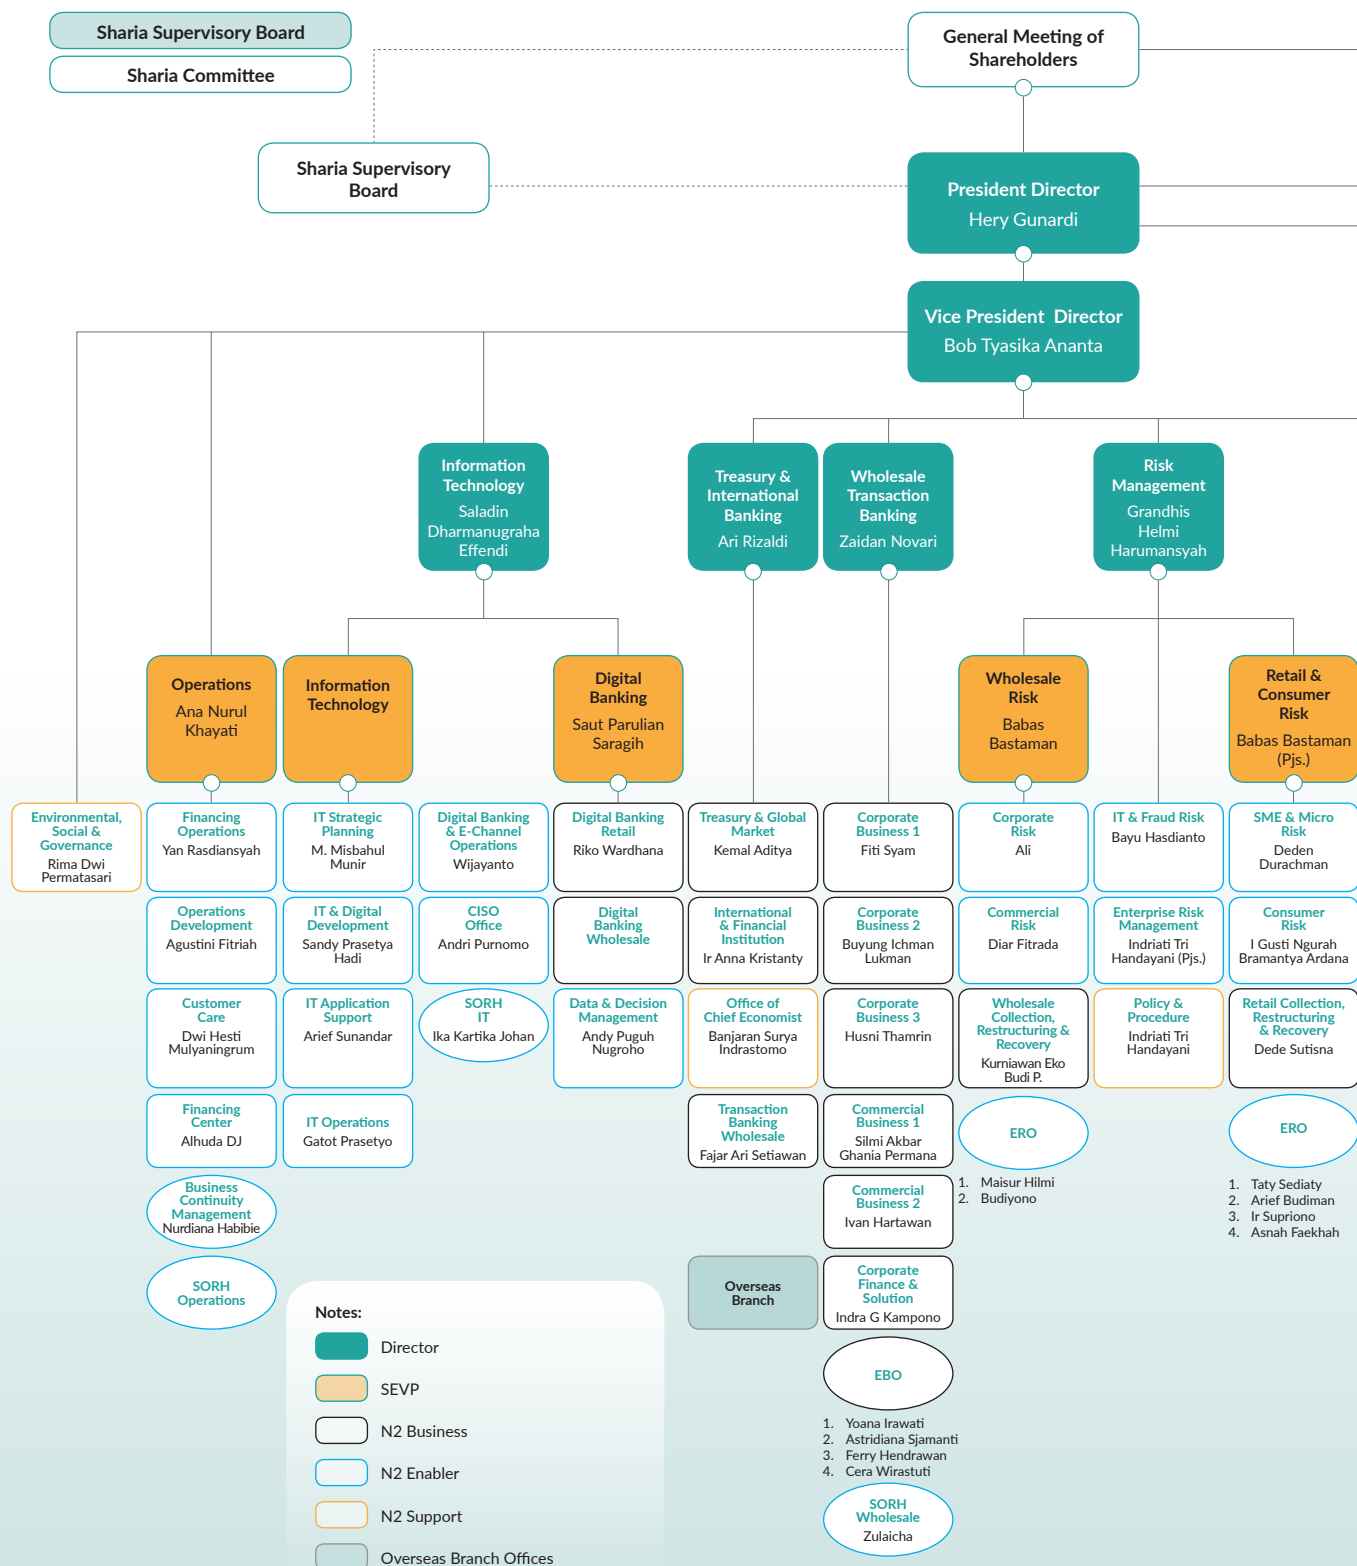 Sharia Supervisory Board
Sharia Committee
General Meeting of
Shareholders
Sharia Supervisory
Board
President Director
Hery Gunardi
Vice President Director
Bob Tyasika Ananta
Information
Technology
Saladin
Dharmanugraha
Effendi
Treasury &
International
Banking
Ari Rizaldi
Wholesale
Transaction
Banking
Zaidan Novari
Risk
Management
Grandhis
Helmi
Harumansyah
Operations
Ana Nurul
Khayati
Information
Technology
Digital
Banking
Saut Parulian
Saragih
Wholesale
Risk
Babas
Bastaman
Retail &
Consumer
Risk
Babas Bastaman
(Pjs.)
Environmental,
Social &
Governance
Rima Dwi
Permatasari
Financing
Operations
Yan Rasdiansyah
IT Strategic
Planning
M. Misbahul
Munir
Digital Banking
& E-Channel
Operations
Wijayanto
Digital Banking
Retail
Riko Wardhana
Treasury & Global
Market
Kemal Aditya
Corporate
Business 1
Fiti Syam
Corporate
Risk
Ali
IT & Fraud Risk
Bayu Hasdianto
SME & Micro
Risk
Deden
Durachman
Operations
Development
Agustini Fitriah
IT & Digital
Development
Sandy Prasetya
Hadi
CISO
Office
Andri Purnomo
Digital
Banking
Wholesale
International
& Financial
Institution
Ir Anna Kristanty
Corporate
Business 2
Buyung Ichman
Lukman
Commercial
Risk
Diar Fitrada
Enterprise Risk
Management
Indriati Tri
Handayani (Pjs.)
Consumer
Risk
I Gusti Ngurah
Bramantya Ardana
Customer
Care
Dwi Hesti
Mulyaningrum
IT Application
Support
Arief Sunandar
SORH
IT
Ika Kartika Johan
Data & Decision
Management
Andy Puguh
Nugroho
Office of
Chief Economist
Banjaran Surya
Indrastomo
Corporate
Business 3
Husni Thamrin
Wholesale
Collection,
Restructuring &
Recovery
Kurniawan Eko
Budi P.
Policy &
Procedure
Indriati Tri
Handayani
Retail Collection,
Restructuring
& Recovery
Dede Sutisna
Financing
Center
Alhuda DJ
IT Operations
Gatot Prasetyo
Transaction
Banking
Wholesale
Fajar Ari Setiawan
Commercial
Business 1
Silmi Akbar
Ghania Permana
ERO
1. Maisur Hilmi
2. Budiyono
ERO
1. Taty Sediaty
2. Arief Budiman
3. Ir Supriono
4. Asnah Faekhah
Business
Continuity
Management
Nurdiana Habibie
Commercial
Business 2
Ivan Hartawan
SORH
Operations
Overseas
Branch
Corporate
Finance &
Solution
Indra G Kampono
EBO
1. Yoana Irawati
2. Astridiana Sjamanti
3. Ferry Hendrawan
4. Cera Wirastuti
SORH
Wholesale
Zulaicha
Notes:
Director
SEVP
N2 Business
N2 Enabler
N2 Support
Overseas Branch Offices